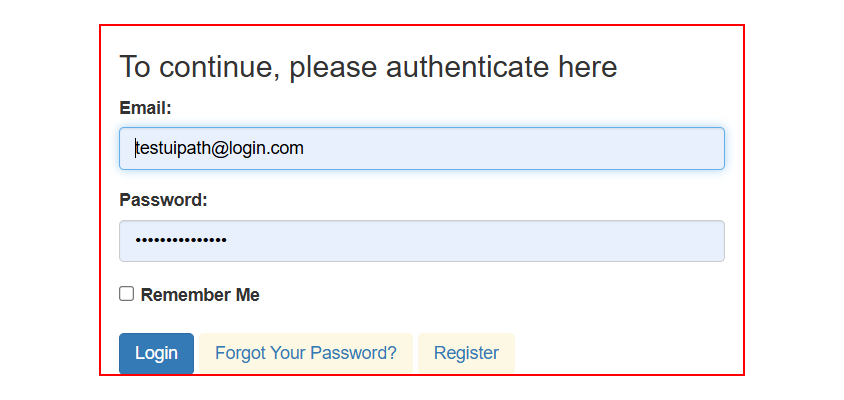 To continue, please authenticate here
Email:
testuipath@login.com
Password:
•••••••••••••••
Remember Me
Login Forgot Your Password? Register